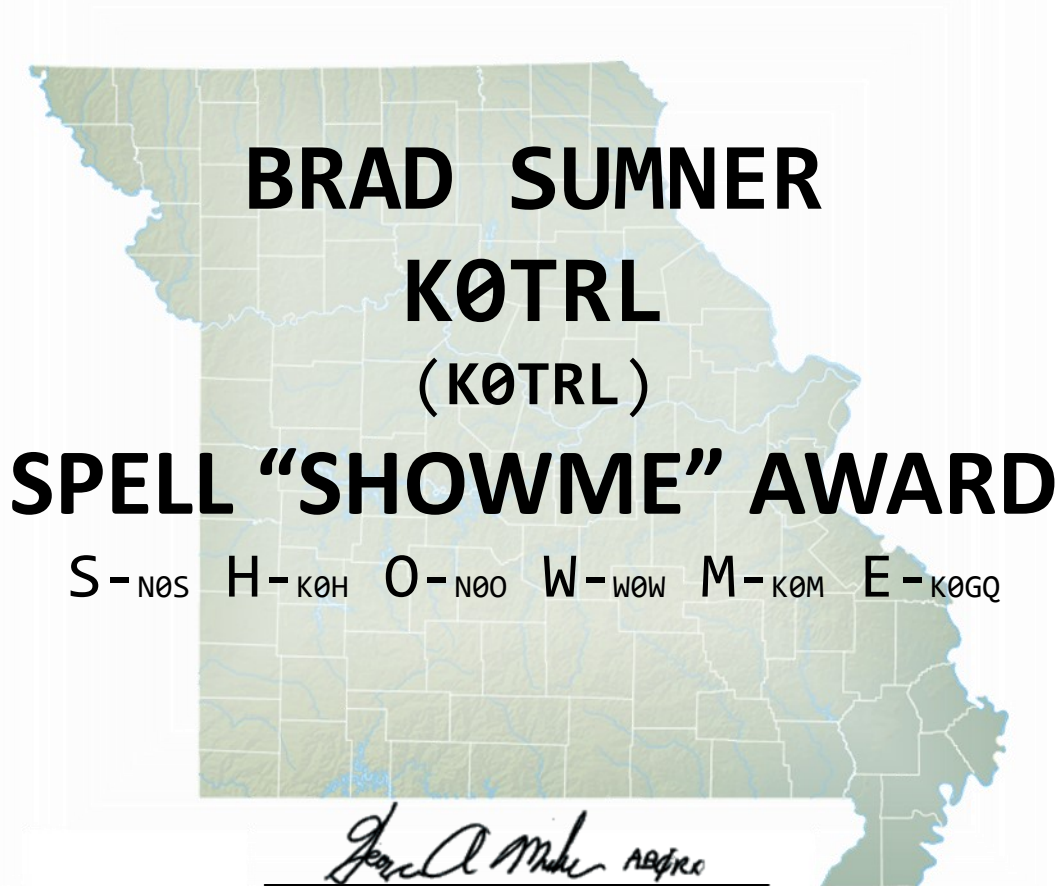 BRAD SUMNER
K0TRL
(K0TRL)
SPELL “SHOWME” AWARD
S-N0S H-K0H O-N0O W-W0W M-K0M E-K0GQ